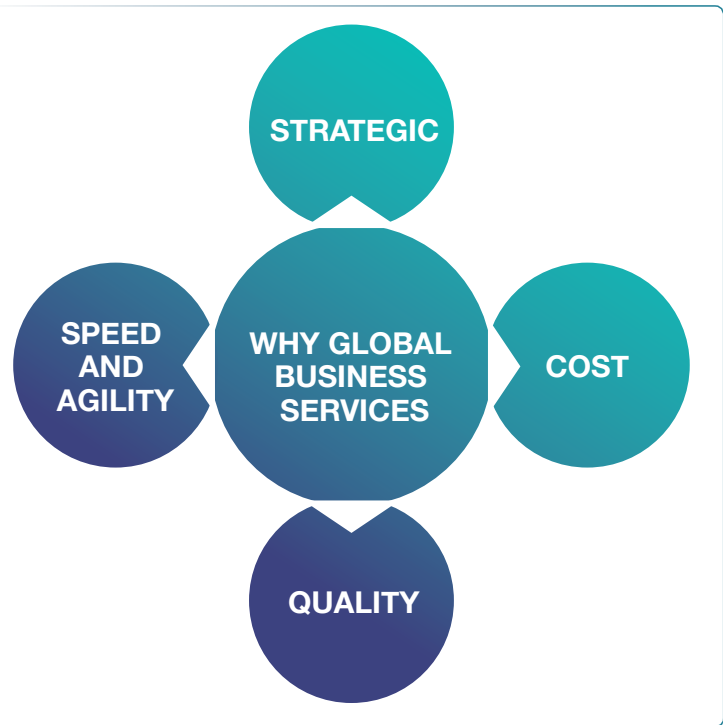 STRATEGIC
SPEED
AND
AGILITY
WHY GLOBAL
BUSINESS
SERVICES
COST
QUALITY